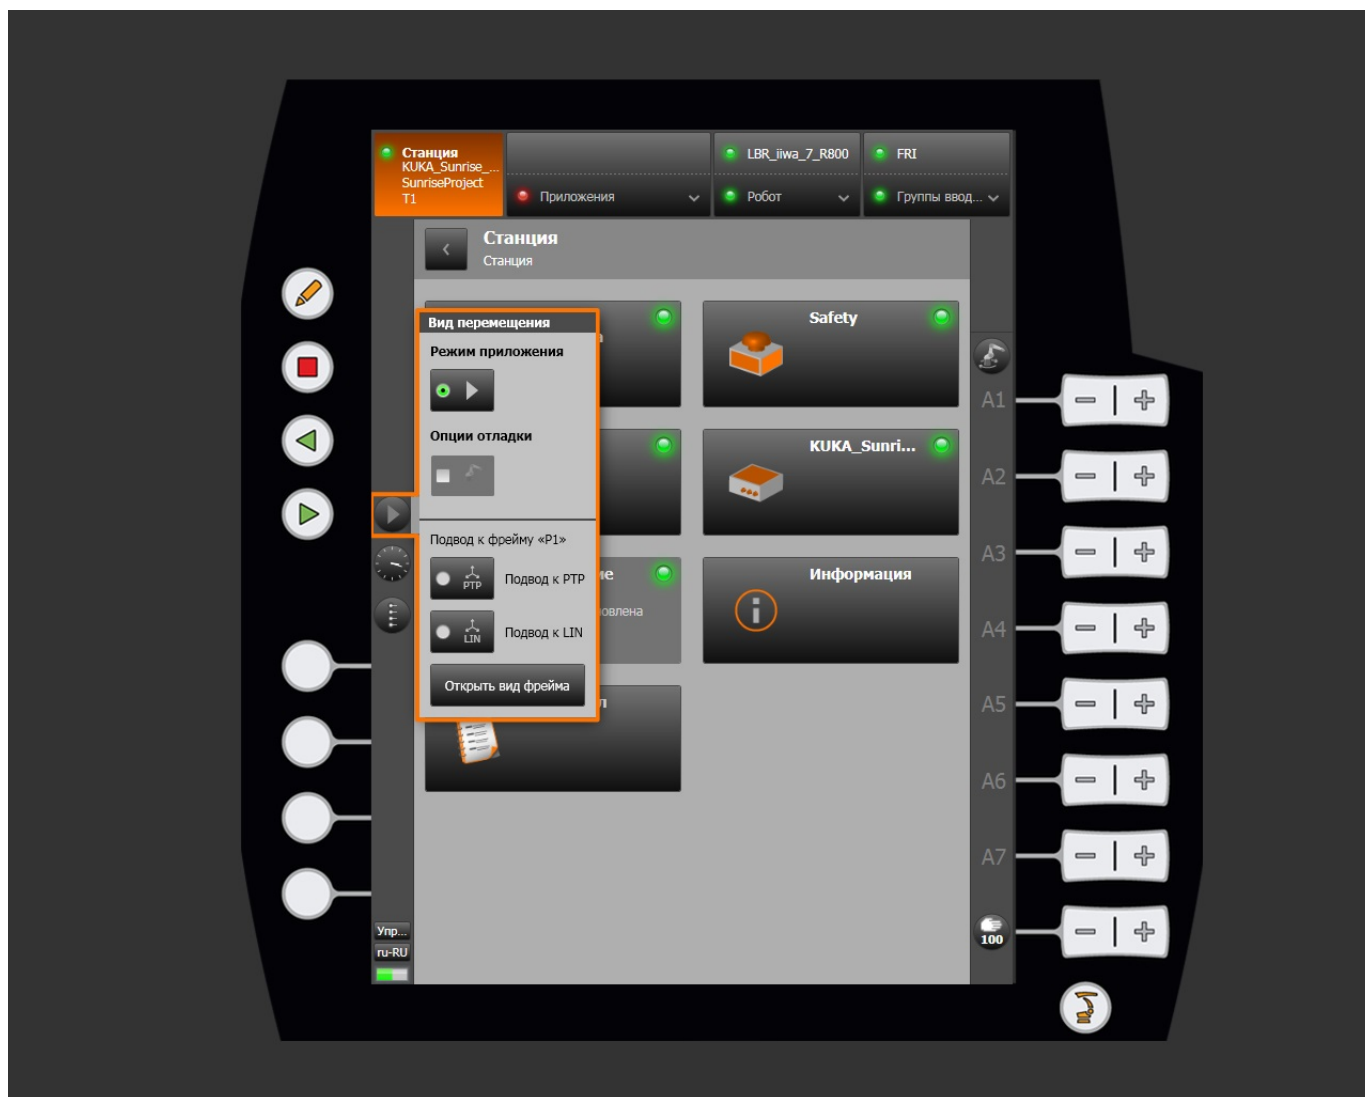 Станция
KUKA_Sunrise_...
SunriseProject
T1
Приложения
LBR_iiwa_7_R800
Робот
FRI
Группы ввод...
Станция
Станция
Вид перемещения
Режим приложения
Опции отладки
Подвод к фрейму «P1»
PTP
Подвод к PTP
LIN
Подвод к LIN
Открыть вид фрейма
Safety
KUKA_Sunri...
Информация
A1
A2
A3
A4
A5
A6
A7
100
Упр...
ru-RU